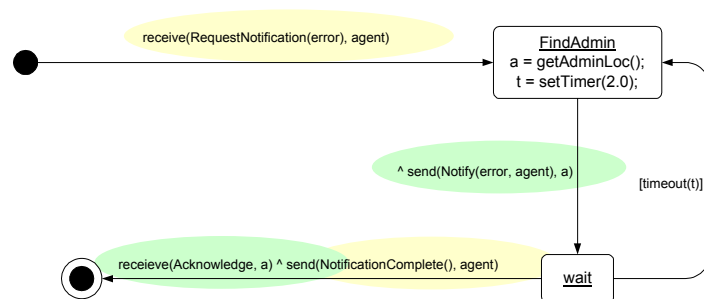 receive(RequestNotification(error), agent)
FindAdmin
a = getAdminLoc();
t = setTimer(2.0);
^ send(Notify(error, agent), a)
[timeout(t)]
receieve(Acknowledge, a) ^ send(NotificationComplete(), agent)
wait